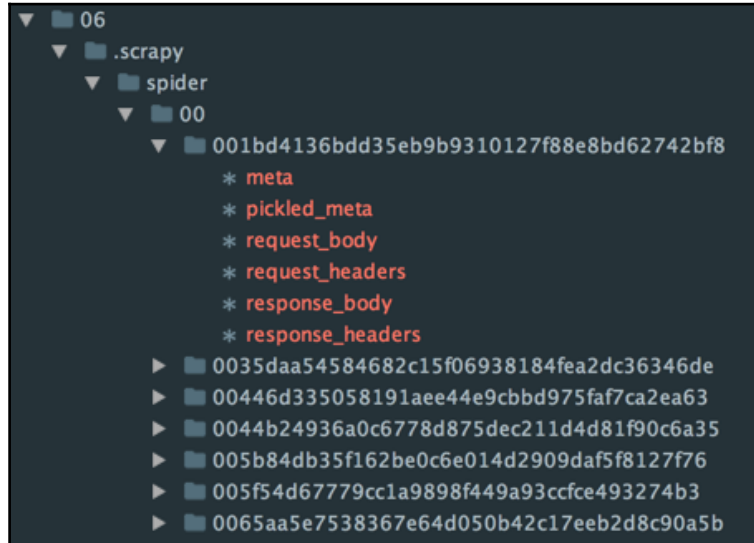 06
.scrapy
spider
00
001bd4136bdd35eb9b9310127f88e8bd62742bf8
* meta
* pickled_meta
* request_body
* request_headers
* response_body
* response_headers
0035daa54584682c15f06938184fea2dc36346de
00446d335058191aee44e9cbbd975faf7ca2ea63
0044b24936a0c6778d875dec211d4d81f90c6a35
005b84db35f162be0c6e014d2909daf5f8127f76
005f54d67779cc1a9898f449a93ccfce493274b3
0065aa5e7538367e64d050b42c17eeb2d8c90a5b